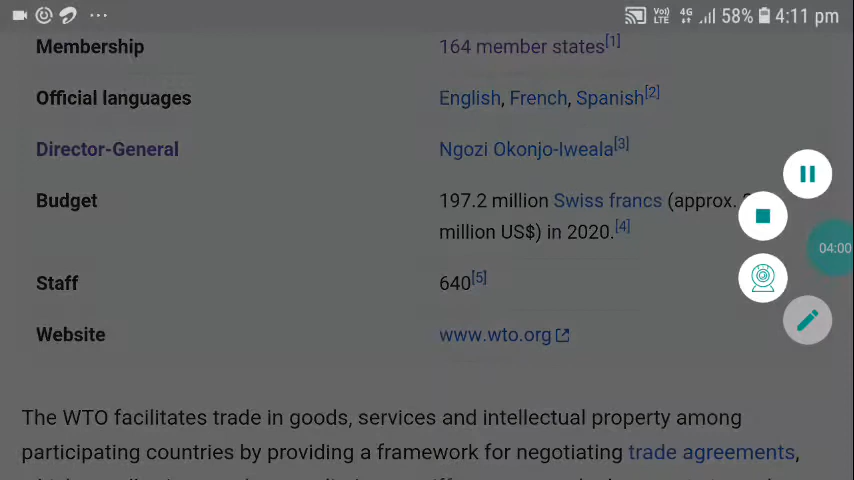 VoLTE 4G 58% 4:11 pm
Membership 164 member states[1]
Official languages English, French, Spanish[2]
Director-General Ngozi Okonjo-Iweala[3]
Budget 197.2 million Swiss francs (approx.
million US$) in 2020.[4]
04:00
Staff 640[5]
Website www.wto.org
The WTO facilitates trade in goods, services and intellectual property among
participating countries by providing a framework for negotiating trade agreements,